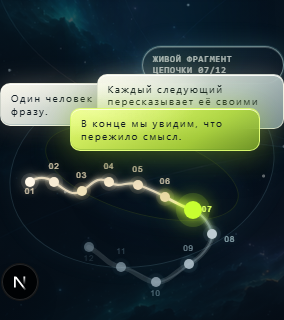 ЖИВОЙ ФРАГМЕНТ
ЦЕПОЧКИ 07/12
Каждый следующий
пересказывает её своими
Один человек
фразу.
В конце мы увидим, что
пережило смысл.
02
04
05
01
03
06
07
08
09
11
12
10
N